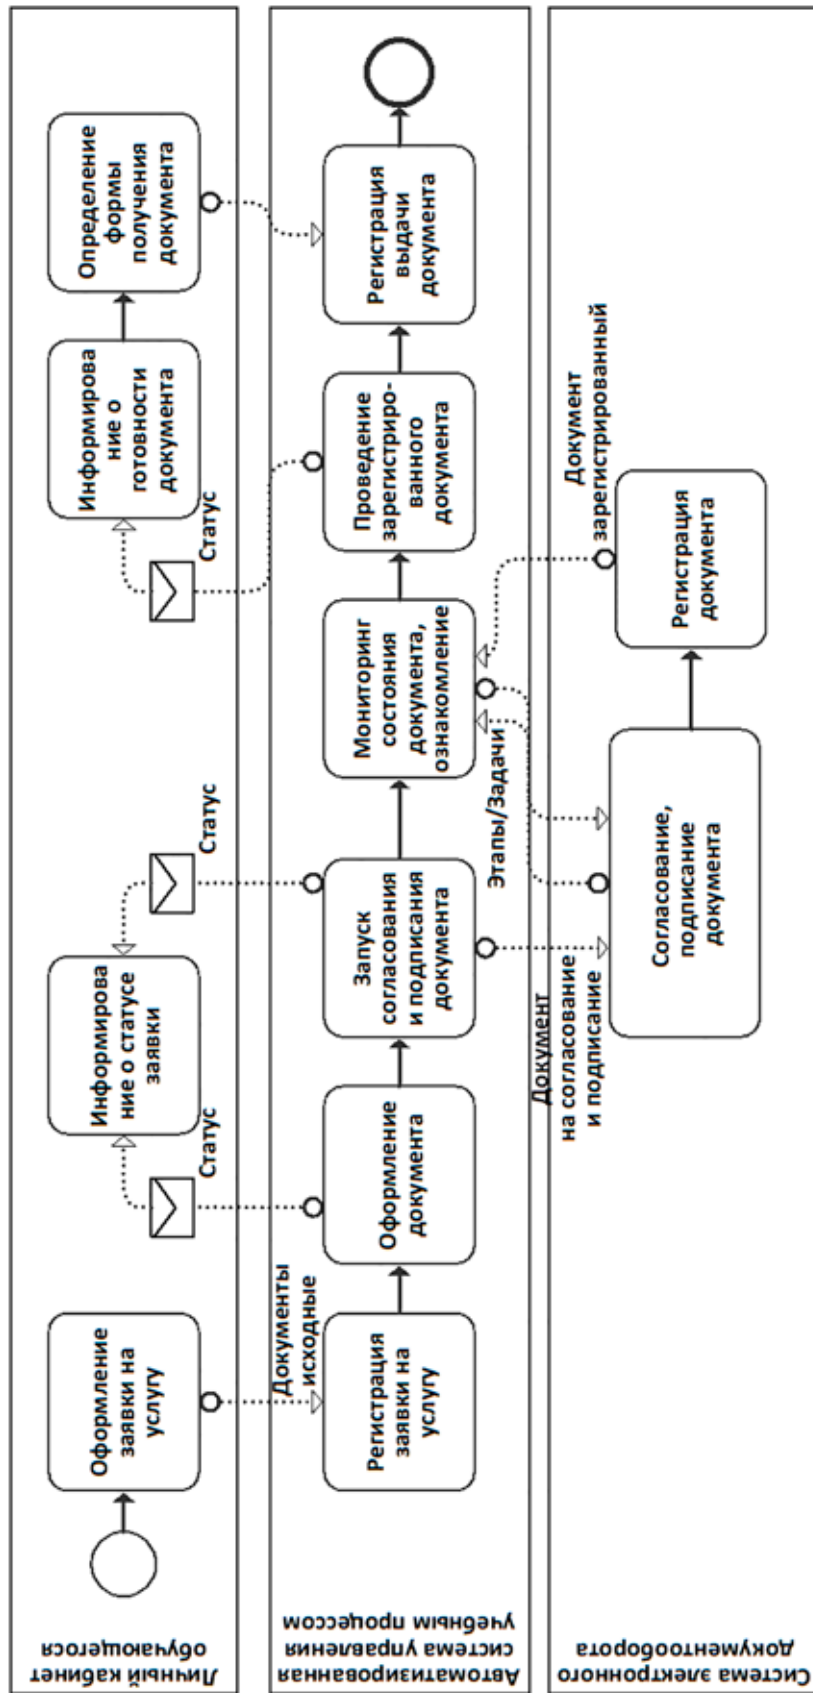 Личный кабинет
обучающегося
Оформление
заявки на
услугу
Статус
Информирова
ние о статусе
заявки
Статус
Статус
Информирова
ние о
готовности
документа
Определение
формы
получения
документа
Автоматизированная
система управления
учебным процессом
Документы
исходные
Регистрация
заявки на
услугу
Оформление
документа
Запуск
согласования
и подписания
документа
Мониторинг
состояния
документа,
ознакомление
Проведение
зарегистриро-
ванного
документа
Регистрация
выдачи
документа
Система электронного
документооборота
Документ
на согласование
и подписание
Этапы/Задачи
Документ
зарегистрированный
Согласование,
подписание
документа
Регистрация
документа